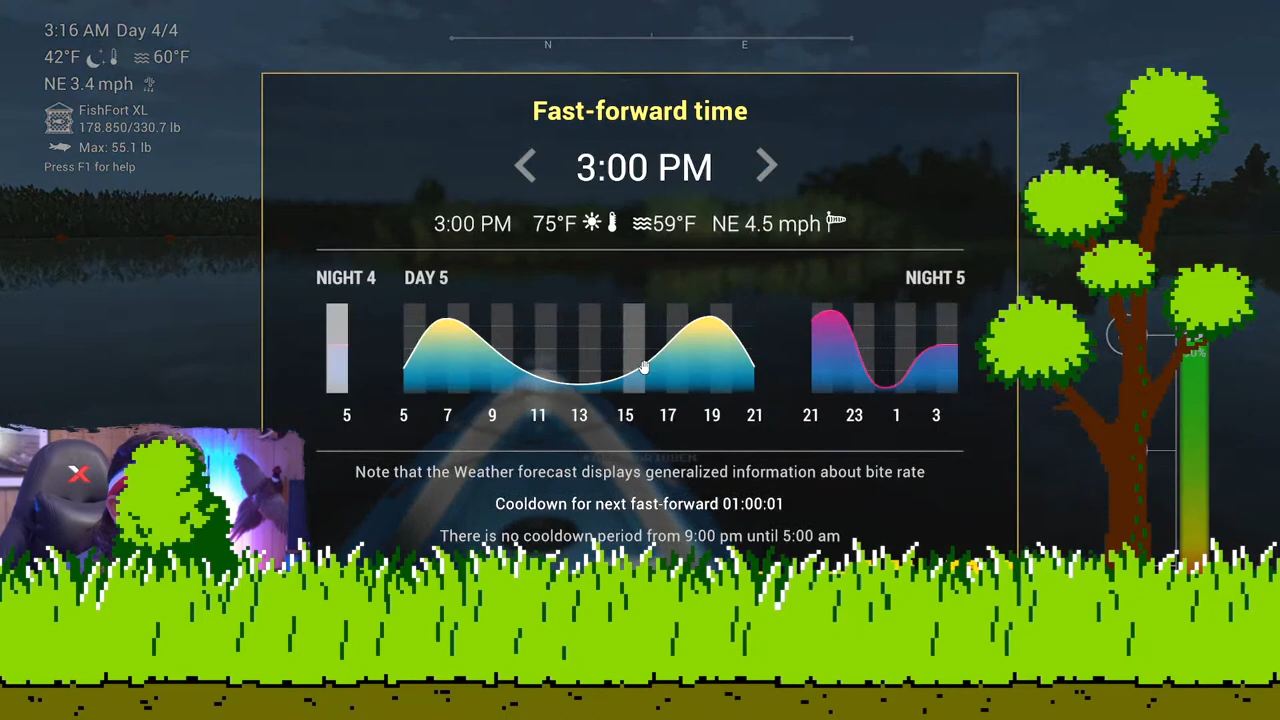 3:16 AM Day 4/4
42°F 60°F
NE 3.4 mph
FishFort XL
178.850/330.7 lb
Max: 55.1 lb
Press F1 for help
N E
Fast-forward time
3:00 PM
3:00 PM 75°F 59°F NE 4.5 mph
NIGHT 4 DAY 5 NIGHT 5
5 5 7 9 11 13 15 17 19 21 21 23 1 3
Note that the Weather forecast displays generalized information about bite rate
Cooldown for next fast-forward 01:00:01
There is no cooldown period from 9:00 pm until 5:00 am
X